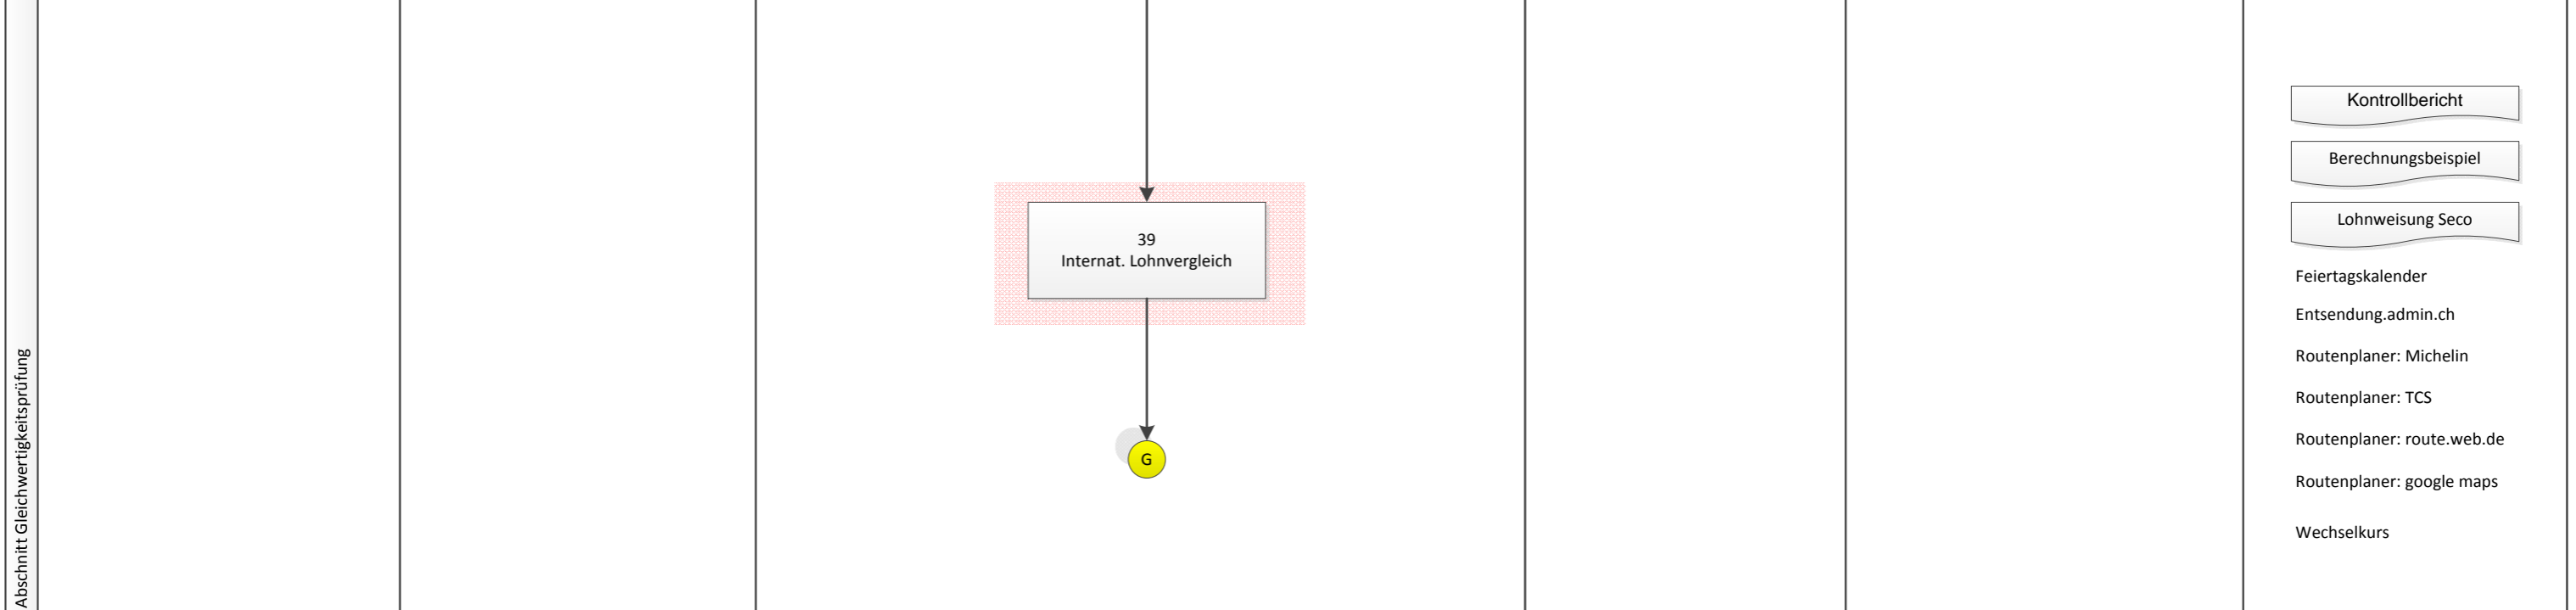 Abschnitt Gleichwertigkeitsprüfung
39
Internat. Lohnvergleich
G
Kontrollbericht
Berechnungsbeispiel
Lohnweisung Seco
Feiertagskalender
Entsendung.admin.ch
Routenplaner: Michelin
Routenplaner: TCS
Routenplaner: route.web.de
Routenplaner: google maps
Wechselkurs